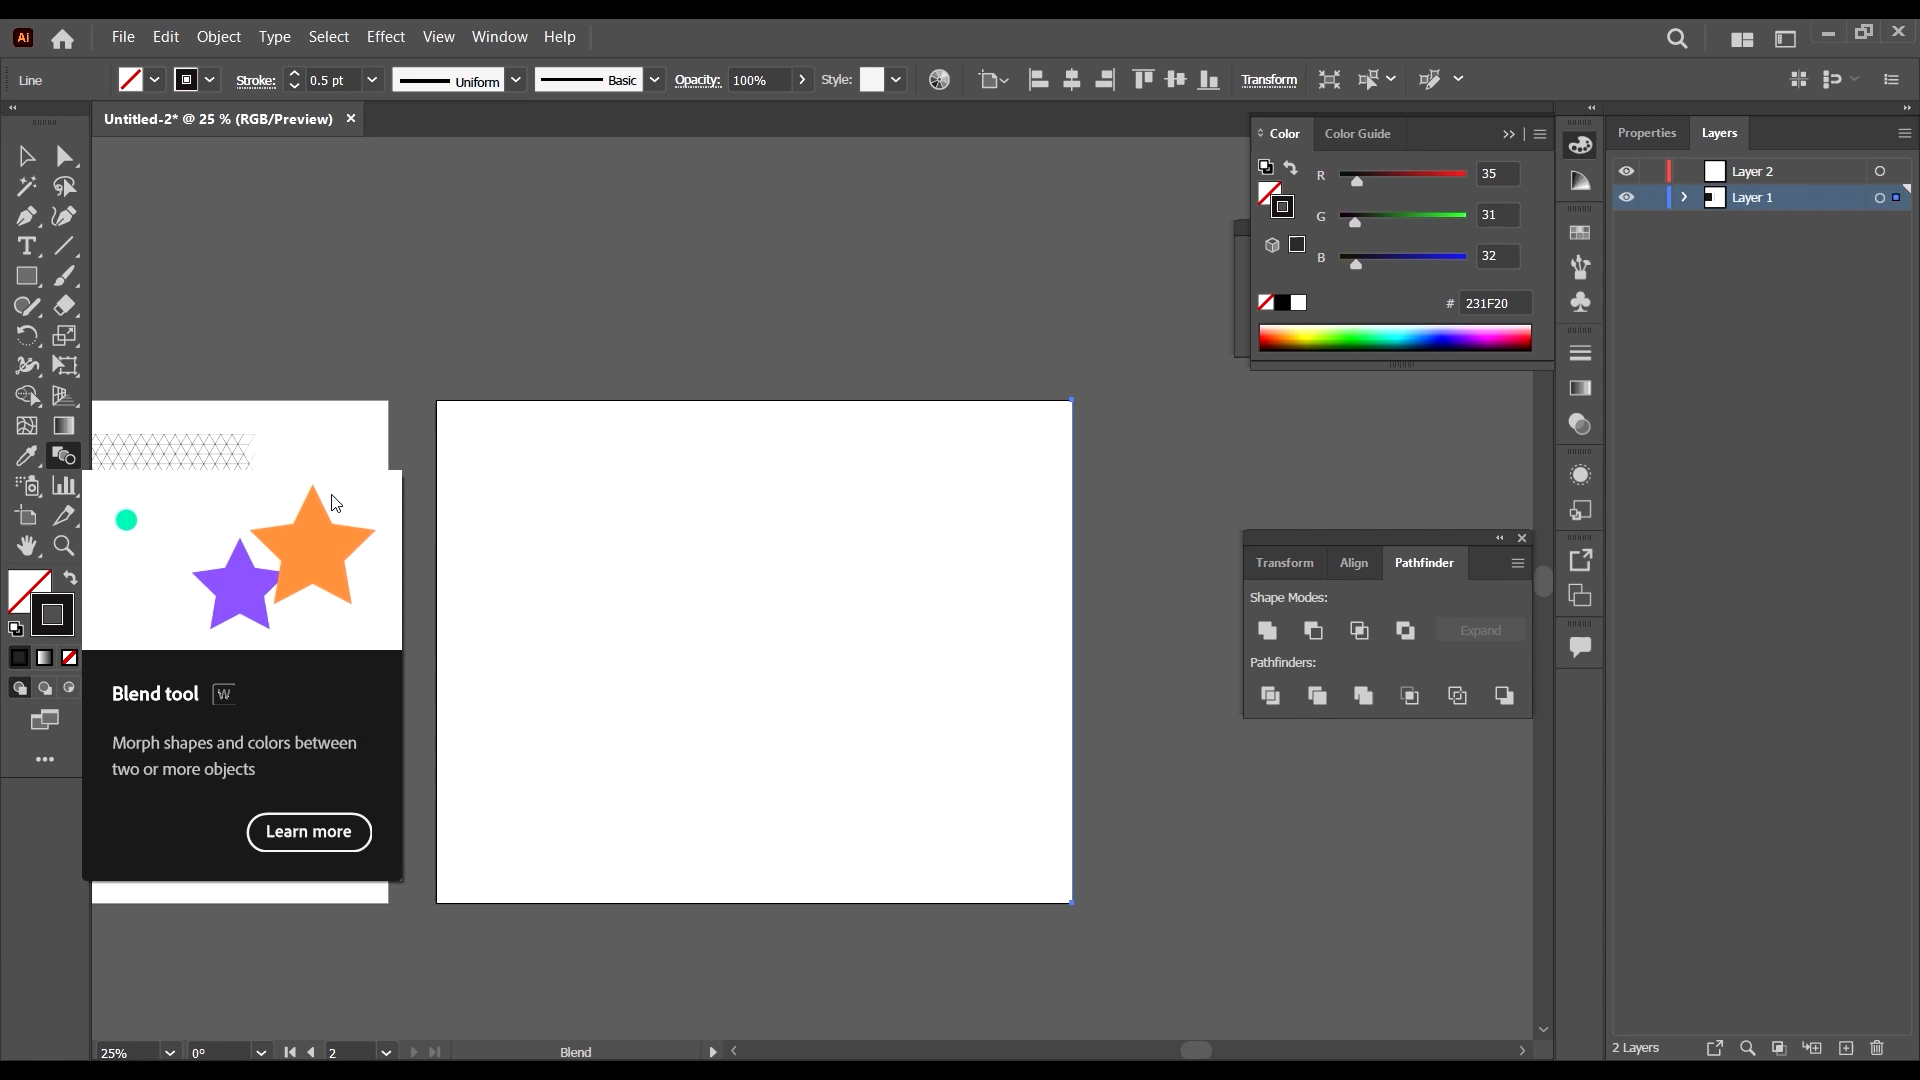 Ai File Edit Object Type Select Effect View Window Help
Line Stroke: 0.5 pt Uniform Basic Opacity: 100% Style: Transform
Untitled-2* @ 25 % (RGB/Preview)
Color Color Guide
R 35
G 31
B 32
# 231F20
Properties Layers
Layer 2
Layer 1
Transform Align Pathfinder
Shape Modes:
Expand
Pathfinders:
Blend tool W
Morph shapes and colors between
two or more objects
Learn more
25% 0° 2 Blend
2 Layers